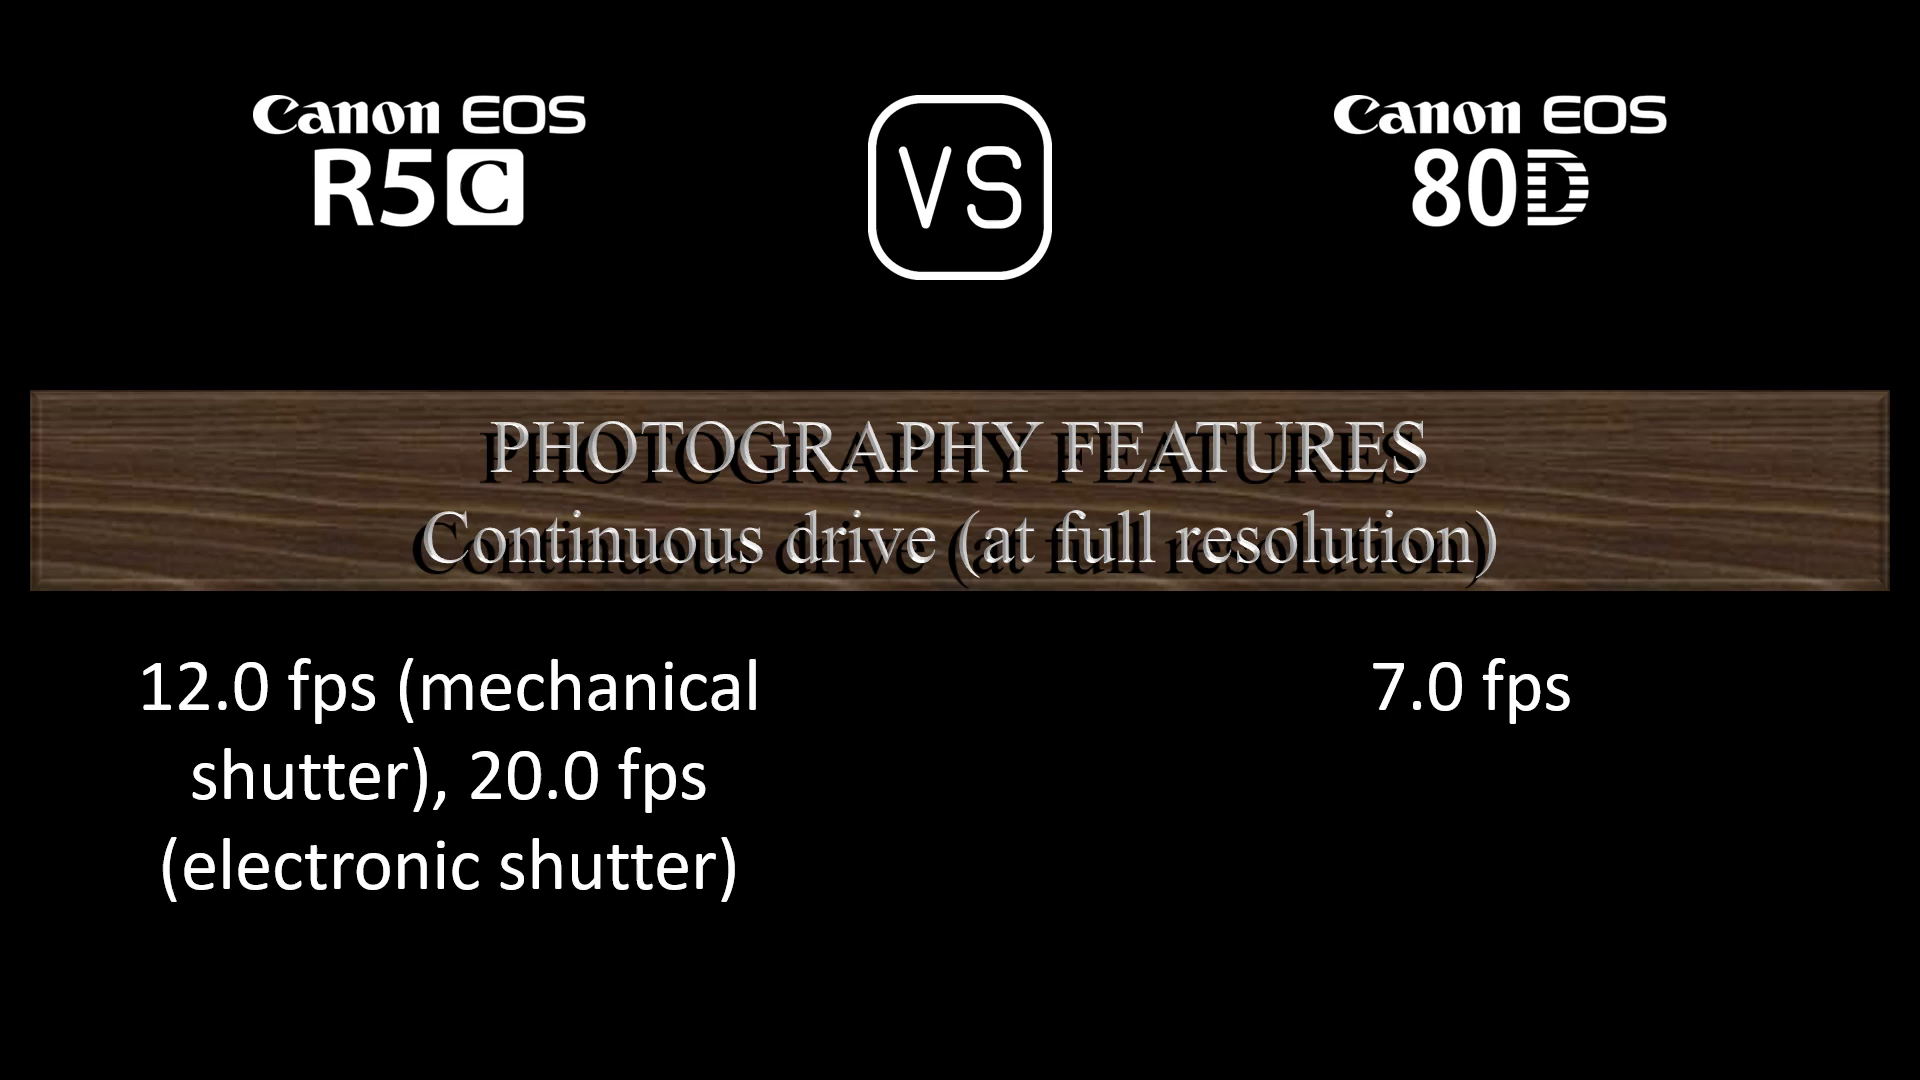 Canon EOS
R5 C
VS
Canon EOS
80D
PHOTOGRAPHY FEATURES
Continuous drive (at full resolution)
12.0 fps (mechanical
shutter), 20.0 fps
(electronic shutter)
7.0 fps